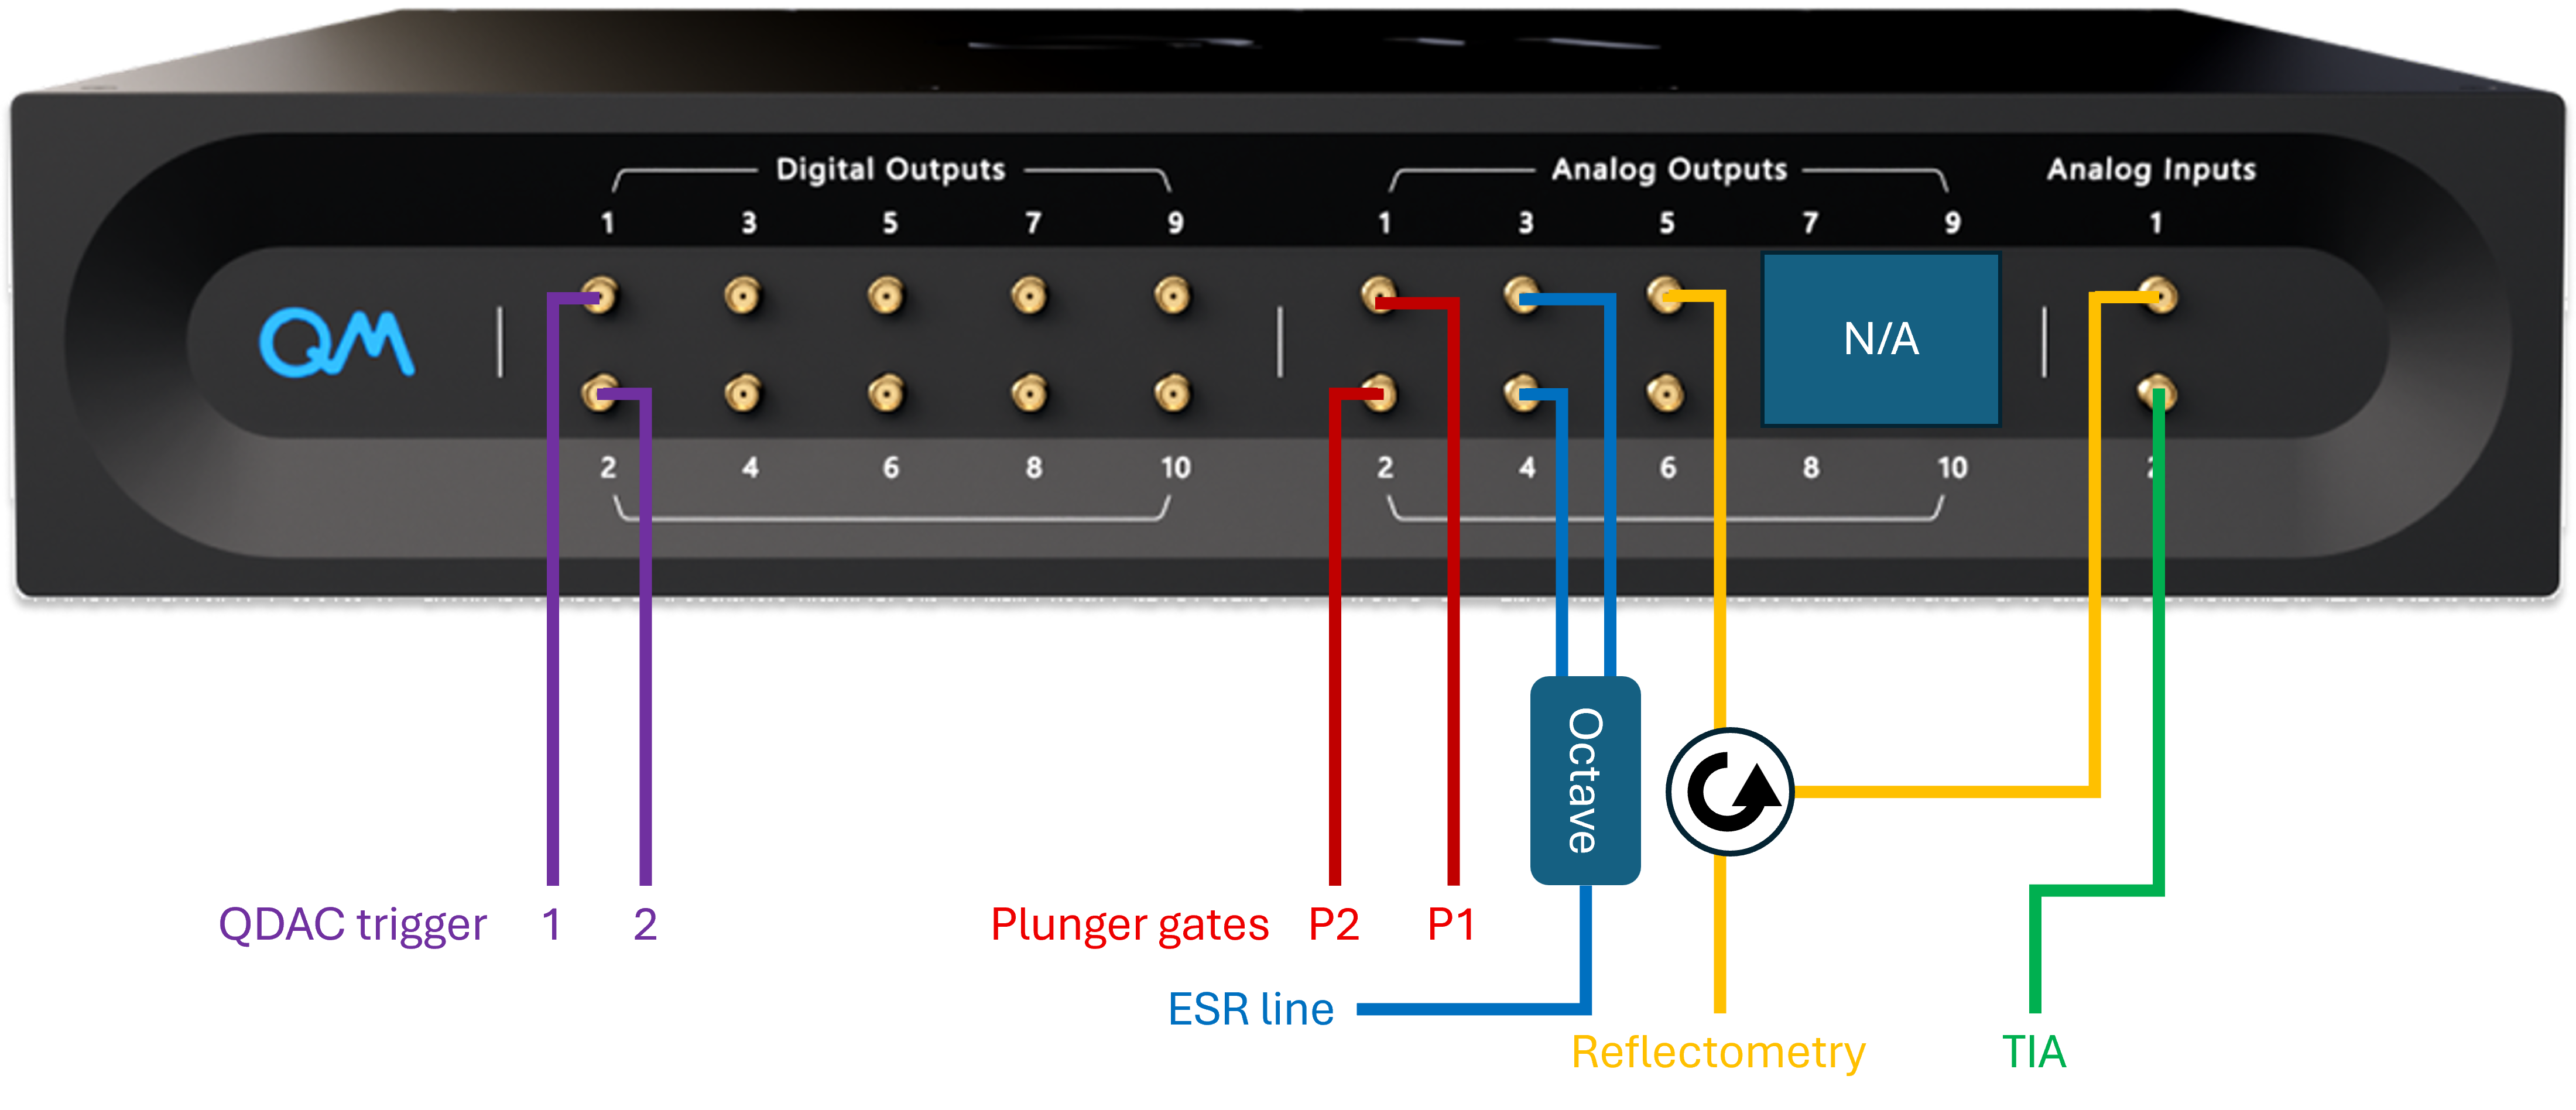 Digital Outputs
Analog Outputs
Analog Inputs
1 3 5 7 9
1 3 5 7 9
1
QM
N/A
2 4 6 8 10
2 4 6 8 10
2
Octave
QDAC trigger 1 2
Plunger gates P2 P1
ESR line
Reflectometry
TIA